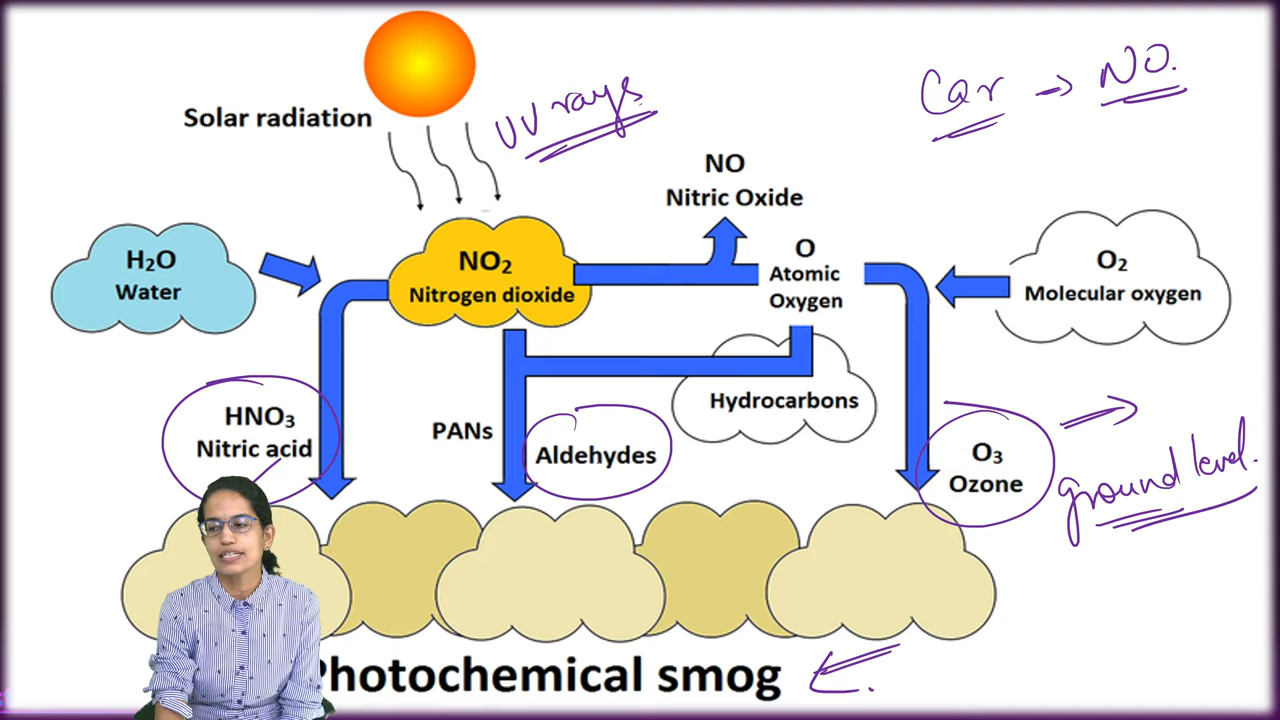 Car → NO.
UV rays
Solar radiation
NO
Nitric Oxide
H₂O
Water
NO₂
Nitrogen dioxide
O
Atomic
Oxygen
O₂
Molecular oxygen
HNO₃
Nitric acid
PANs
Aldehydes
Hydrocarbons
O₃
Ozone
→
ground level.
Photochemical smog